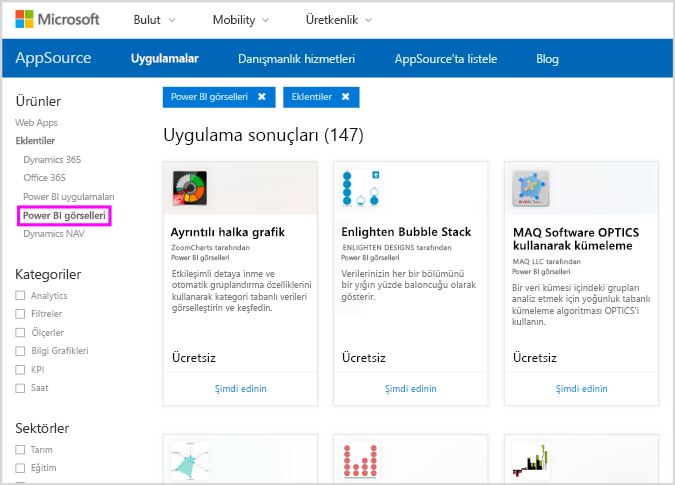 Microsoft
Bulut
Mobility
Üretkenlik
AppSource
Uygulamalar
Danışmanlık hizmetleri
AppSource'ta listele
Blog
Ürünler
Web Apps
Eklentiler
Dynamics 365
Office 365
Power BI uygulamaları
Power BI görselleri
Dynamics NAV
Kategoriler
Analytics
Filtreler
Ölçerler
Bilgi Grafikleri
KPI
Saat
Sektörler
Tarım
Eğitim
Power BI görselleri ✖
Eklentiler ✖
Uygulama sonuçları (147)
Ayrıntılı halka grafik
ZoomCharts tarafından
Power BI görselleri
Etkileşimli detaya inme ve
otomatik gruplandırma özelliklerini
kullanarak kategori tabanlı verileri
görselleştirin ve keşfedin.
Ücretsiz
Şimdi edinin
Enlighten Bubble Stack
ENLIGHTEN DESIGNS tarafından
Power BI görselleri
Verilerinizin her bir bölümünü
bir yığın yüzde baloncuğu olarak
gösterir.
Ücretsiz
Şimdi edinin
MAQ Software OPTICS
kullanarak kümeleme
MAQ LLC tarafından
Power BI görselleri
Bir veri kümesi içindeki grupları
analiz etmek için yoğunluk tabanlı
kümeleme algoritması OPTICS'i
kullanın.
Ücretsiz
Şimdi edinin